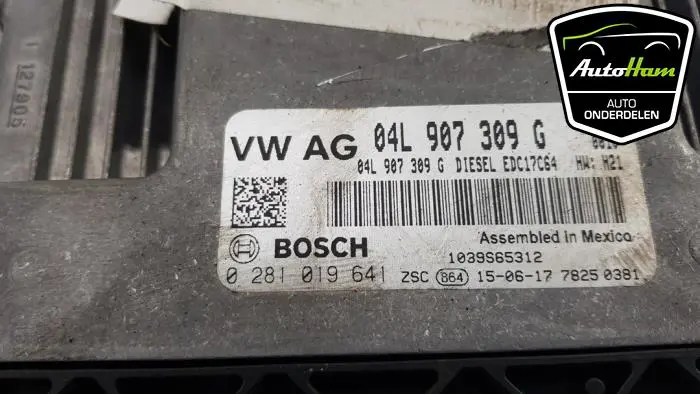 AutoHam
AUTO
ONDERDELEN
VW AG 04L 907 309 G
04L 907 309 G DIESEL EDC17C64 HW: H21
Assembled in Mexico
BOSCH
1039S65312
0 281 019 641 ZSC 864 15-06-17 7825 0381